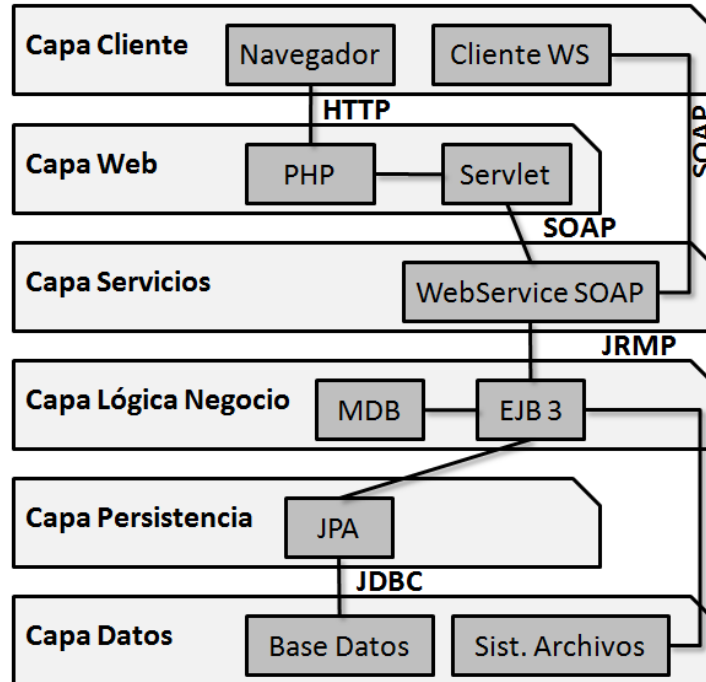 Capa Cliente
Navegador
Cliente WS
HTTP
SOAP
Capa Web
PHP
Servlet
SOAP
Capa Servicios
WebService SOAP
JRMP
Capa Lógica Negocio
MDB
EJB 3
Capa Persistencia
JPA
JDBC
Capa Datos
Base Datos
Sist. Archivos